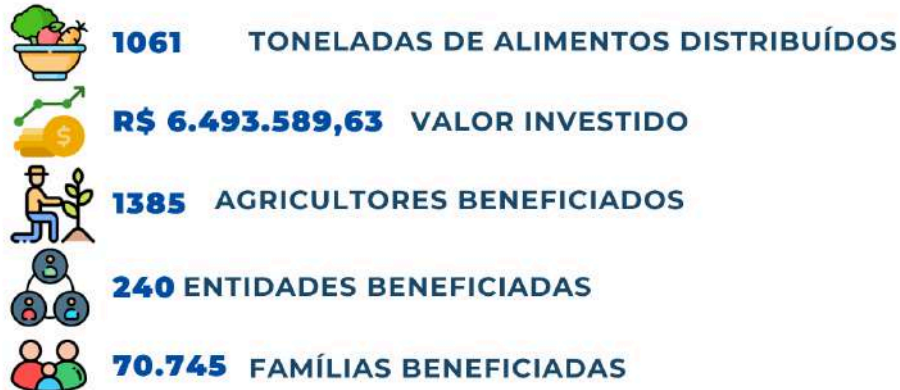 1061 TONELADAS DE ALIMENTOS DISTRIBUÍDOS
R$ 6.493.589,63 VALOR INVESTIDO
1385 AGRICULTORES BENEFICIADOS
240 ENTIDADES BENEFICIADAS
70.745 FAMÍLIAS BENEFICIADAS